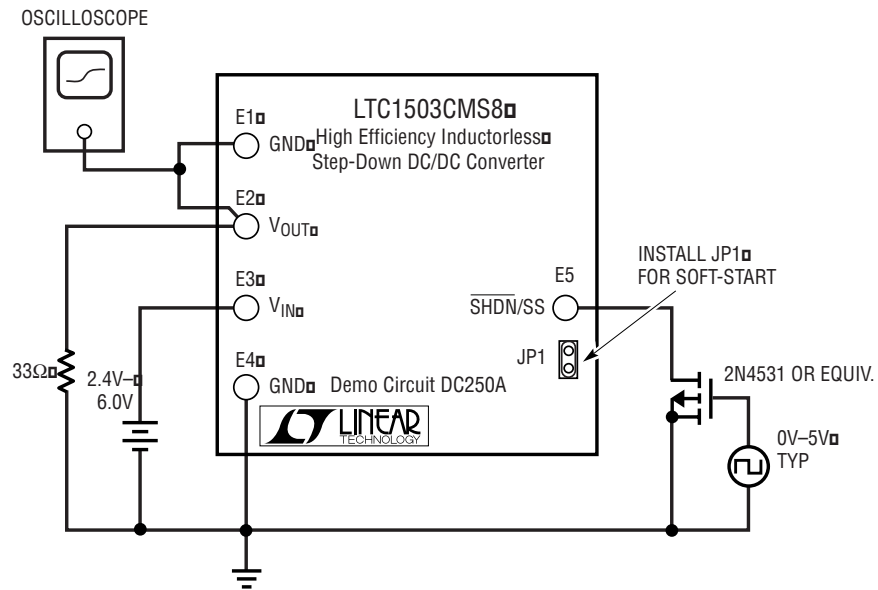 OSCILLOSCOPE
LTC1503CMS8
High Efficiency Inductorless
Step-Down DC/DC Converter
E1
GND
E2
VOUT
E3
VIN
E4
GND
Demo Circuit DC250A
LINEAR
TECHNOLOGY
E5
SHDN/SS
JP1
INSTALL JP1
FOR SOFT-START
2N4531 OR EQUIV.
0V–5V
TYP
33Ω
2.4V–
6.0V